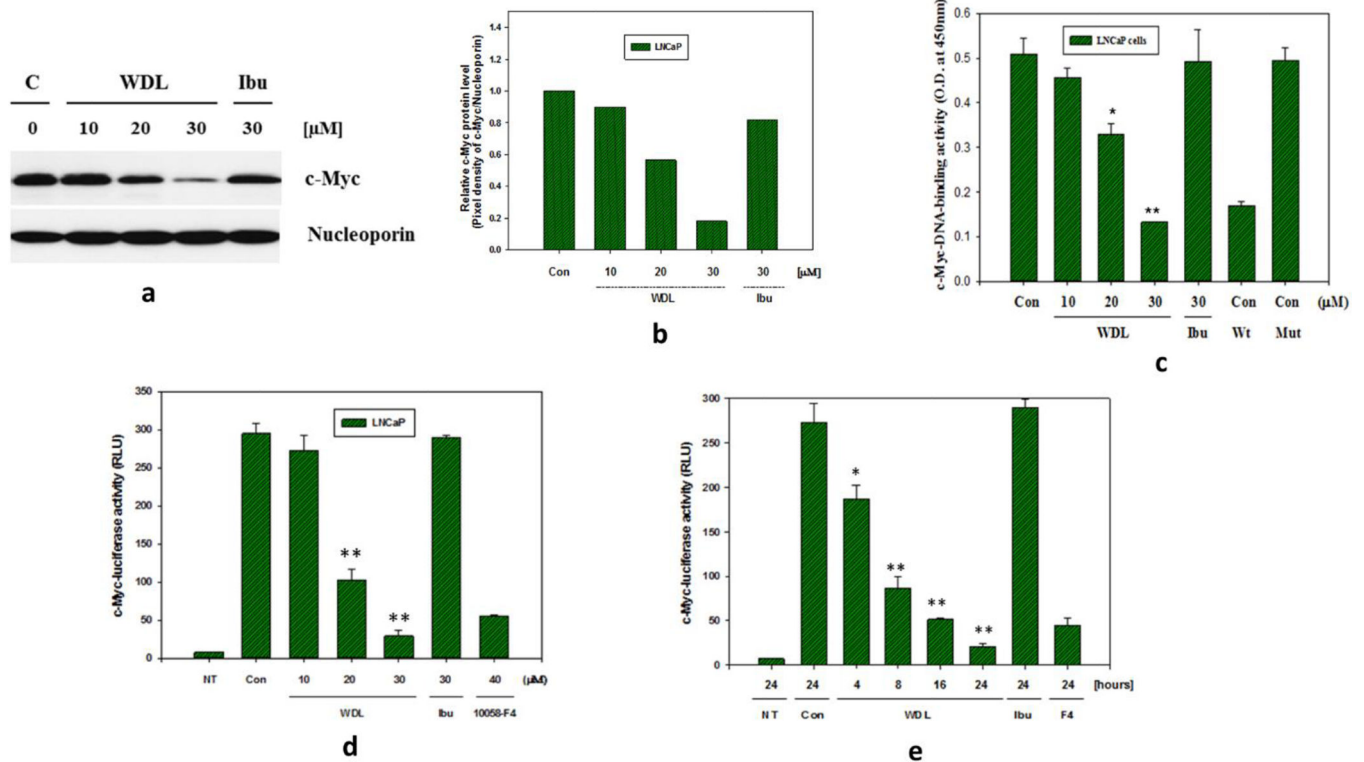 C WDL Ibu
0 10 20 30 30 [μM]
c-Myc
Nucleoporin
a
Relative c-Myc protein level
(Pixel density of c-Myc/Nucleoporin)
1.4
1.2
1.0
0.8
0.6
0.4
0.2
0.0
LNCaP
Con 10 20 30 30 [μM]
WDL Ibu
b
c-Myc-DNA-binding activity (O.D. at 450nm)
0.6
0.5
0.4
0.3
0.2
0.1
0.0
LNCaP cells
*
**
Con 10 20 30 30 Con Con (μM)
WDL Ibu Wt Mut
c
c-Myc-luciferase activity (RLU)
350
300
250
200
150
100
50
0
LNCaP
**
**
NT Con 10 20 30 30 40 (μM)
WDL Ibu 10058-F4
d
c-Myc-luciferase activity (RLU)
300
250
200
150
100
50
0
*
**
**
**
24 24 4 8 16 24 24 24 [hours]
NT Con WDL Ibu F4
e